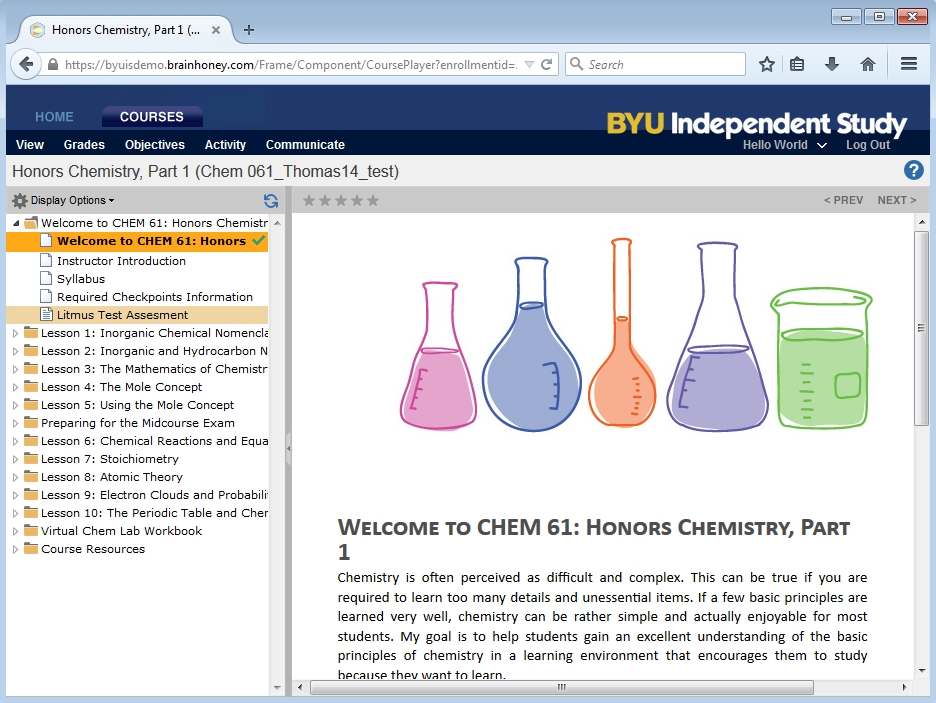 Honors Chemistry, Part 1 (...
https://byuisdemo.brainhoney.com/Frame/Component/CoursePlayer?enrollmentid=.
Search
HOME
COURSES
BYU Independent Study
View Grades Objectives Activity Communicate
Hello World Log Out
Honors Chemistry, Part 1 (Chem 061_Thomas14_test)
?
Display Options
< PREV NEXT >
Welcome to CHEM 61: Honors Chemistr
Welcome to CHEM 61: Honors
Instructor Introduction
Syllabus
Required Checkpoints Information
Litmus Test Assesment
Lesson 1: Inorganic Chemical Nomencla
Lesson 2: Inorganic and Hydrocarbon N
Lesson 3: The Mathematics of Chemistr
Lesson 4: The Mole Concept
Lesson 5: Using the Mole Concept
Preparing for the Midcourse Exam
Lesson 6: Chemical Reactions and Equa
Lesson 7: Stoichiometry
Lesson 8: Atomic Theory
Lesson 9: Electron Clouds and Probabili
Lesson 10: The Periodic Table and Cher
Virtual Chem Lab Workbook
Course Resources
WELCOME TO CHEM 61: HONORS CHEMISTRY, PART
1
Chemistry is often perceived as difficult and complex. This can be true if you are
required to learn too many details and unessential items. If a few basic principles are
learned very well, chemistry can be rather simple and actually enjoyable for most
students. My goal is to help students gain an excellent understanding of the basic
principles of chemistry in a learning environment that encourages them to study
because they want to learn.